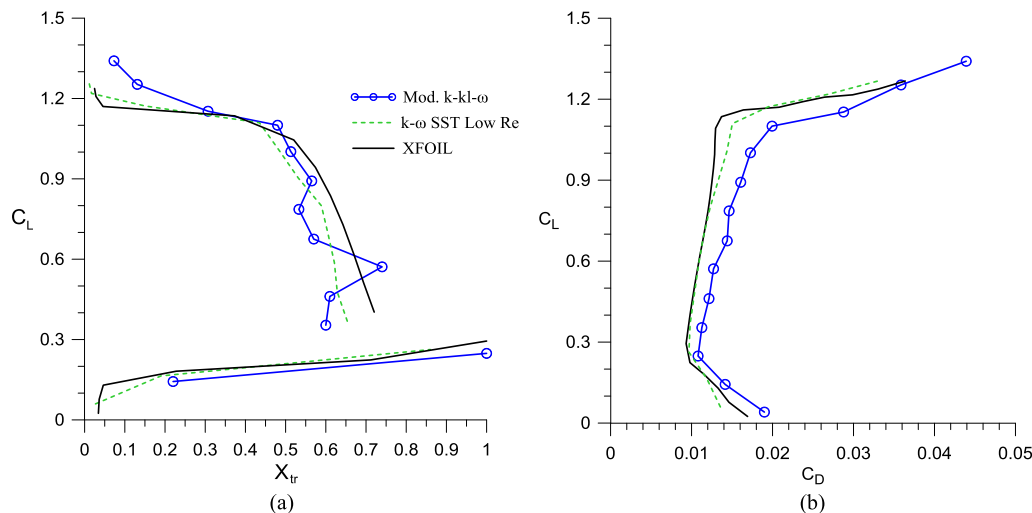 1.5
1.2
0.9
0.6
0.3
0
C_L
0 0.1 0.2 0.3 0.4 0.5 0.6 0.7 0.8 0.9 1
X_tr
(a)
Mod. k-kl-ω
k-ω SST Low Re
XFOIL
1.5
1.2
0.9
0.6
0.3
0
C_L
0 0.01 0.02 0.03 0.04 0.05
C_D
(b)